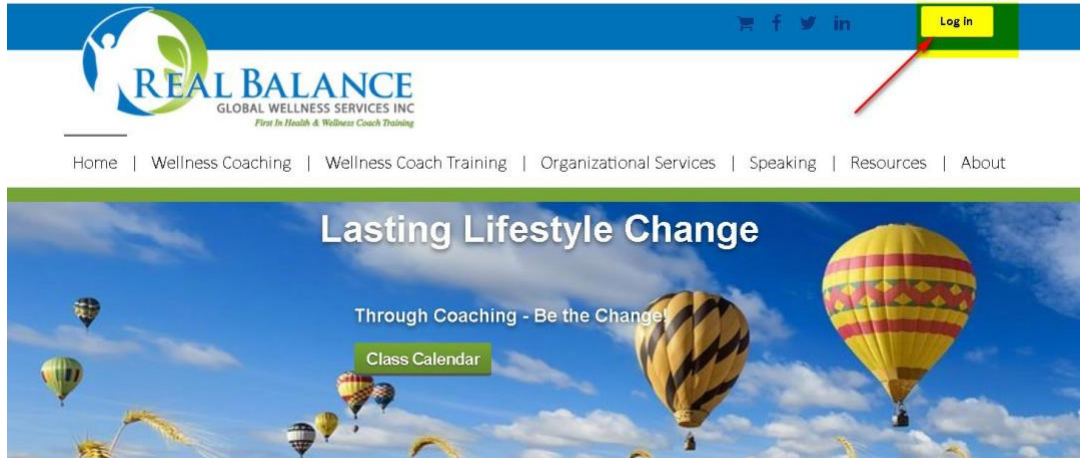 Log in
REAL BALANCE
GLOBAL WELLNESS SERVICES INC
First In Health & Wellness Coach Training
Home | Wellness Coaching | Wellness Coach Training | Organizational Services | Speaking | Resources | About
Lasting Lifestyle Change
Through Coaching - Be the Change!
Class Calendar